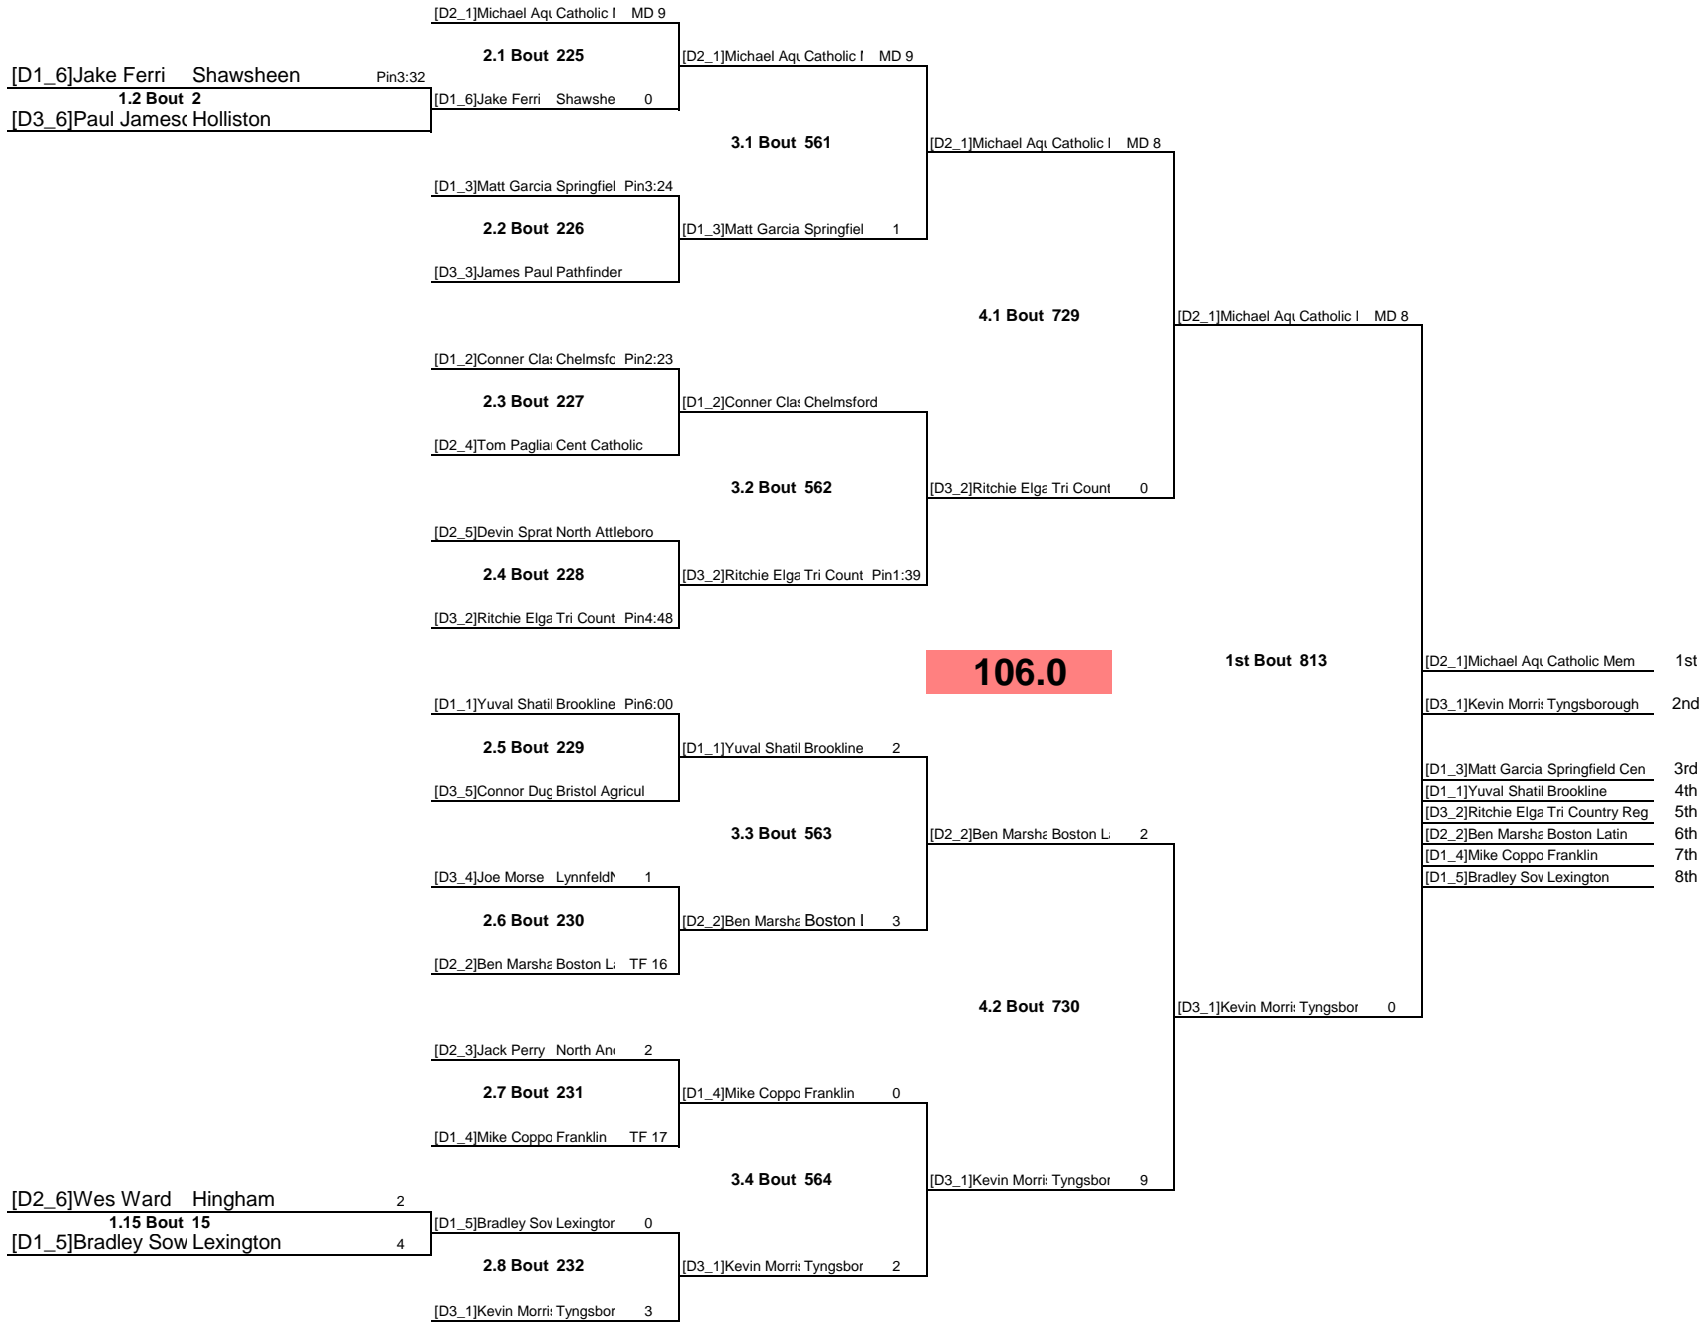 [D2_1]Michael Aqu Catholic MD 9
2.1 Bout 225
[D2_1]Michael Aqu Catholic MD 9
[D1_6]Jake Ferri Shawsheen Pin3:32
1.2 Bout 2
[D1_6]Jake Ferri Shawshe 0
[D3_6]Paul James Holliston
3.1 Bout 561
[D2_1]Michael Aqu Catholic MD 8
[D1_3]Matt Garcia Springfiel Pin3:24
2.2 Bout 226
[D1_3]Matt Garcia Springfiel 1
[D3_3]James Paul Pathfinder
4.1 Bout 729
[D2_1]Michael Aqu Catholic MD 8
[D1_2]Conner Clas Chelmsfo Pin2:23
2.3 Bout 227
[D1_2]Conner Clas Chelmsford
[D2_4]Tom Paglia Cent Catholic
3.2 Bout 562
[D3_2]Ritchie Elga Tri Count 0
[D2_5]Devin Sprat North Attleboro
2.4 Bout 228
[D3_2]Ritchie Elga Tri Count Pin1:39
[D3_2]Ritchie Elga Tri Count Pin4:48
106.0
1st Bout 813
[D2_1]Michael Aqu Catholic Mem 1st
[D1_1]Yuval Shatil Brookline Pin6:00
[D3_1]Kevin Morris Tyngsborough 2nd
2.5 Bout 229
[D1_1]Yuval Shatil Brookline 2
[D1_3]Matt Garcia Springfield Cen 3rd
[D3_5]Connor Dug Bristol Agricul
[D1_1]Yuval Shatil Brookline 4th
[D3_2]Ritchie Elga Tri Country Reg 5th
3.3 Bout 563
[D2_2]Ben Marsha Boston La 2
[D2_2]Ben Marsha Boston Latin 6th
[D1_4]Mike Coppo Franklin 7th
[D3_4]Joe Morse LynnfeldN 1
[D1_5]Bradley Sow Lexington 8th
2.6 Bout 230
[D2_2]Ben Marsha Boston 3
[D2_2]Ben Marsha Boston La TF 16
4.2 Bout 730
[D3_1]Kevin Morris Tyngsbor 0
[D2_3]Jack Perry North And 2
2.7 Bout 231
[D1_4]Mike Coppo Franklin 0
[D1_4]Mike Coppo Franklin TF 17
3.4 Bout 564
[D3_1]Kevin Morris Tyngsbor 9
[D2_6]Wes Ward Hingham 2
1.15 Bout 15
[D1_5]Bradley Sow Lexington 0
[D1_5]Bradley Sow Lexington 4
2.8 Bout 232
[D3_1]Kevin Morris Tyngsbor 2
[D3_1]Kevin Morris Tyngsbor 3